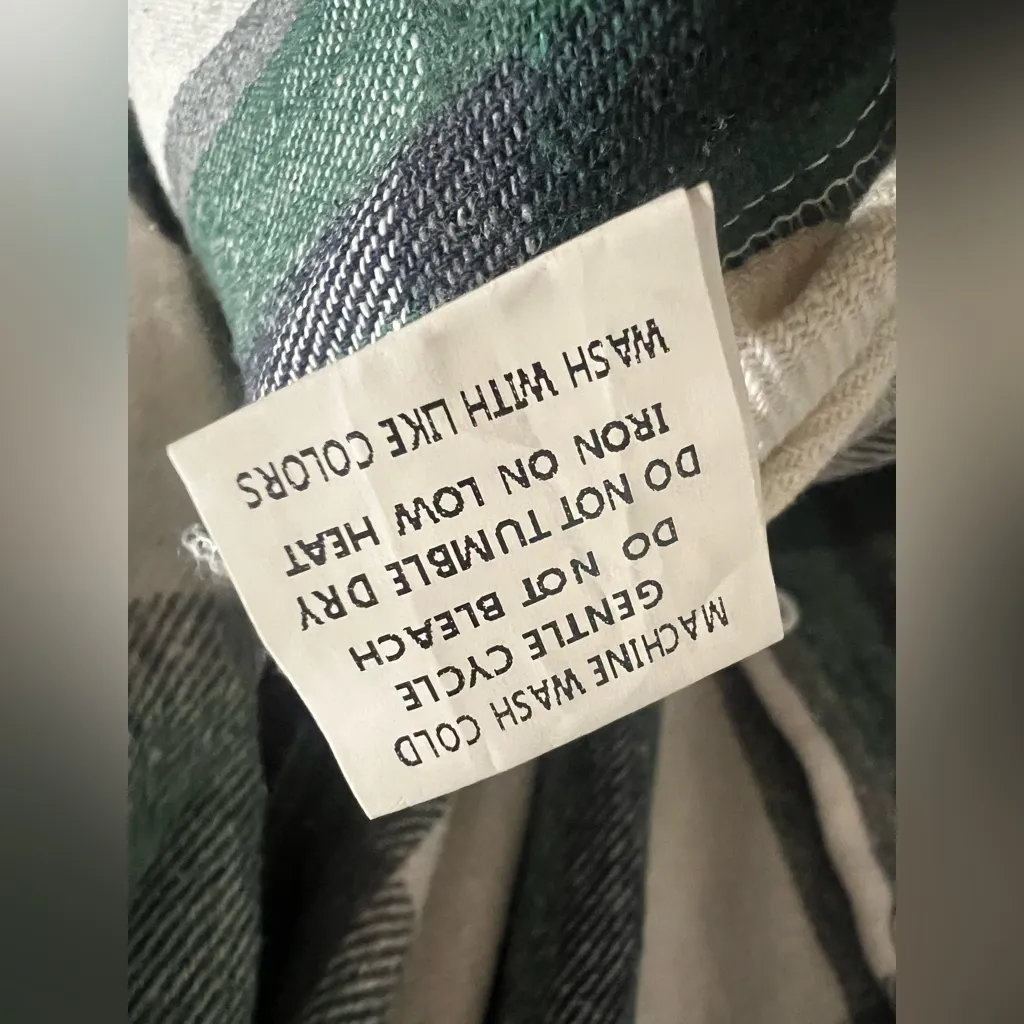 MACHINE WASH COLD
GENTLE CYCLE
DO NOT BLEACH
DO NOT TUMBLE DRY
IRON ON LOW HEAT
WASH WITH LIKE COLORS